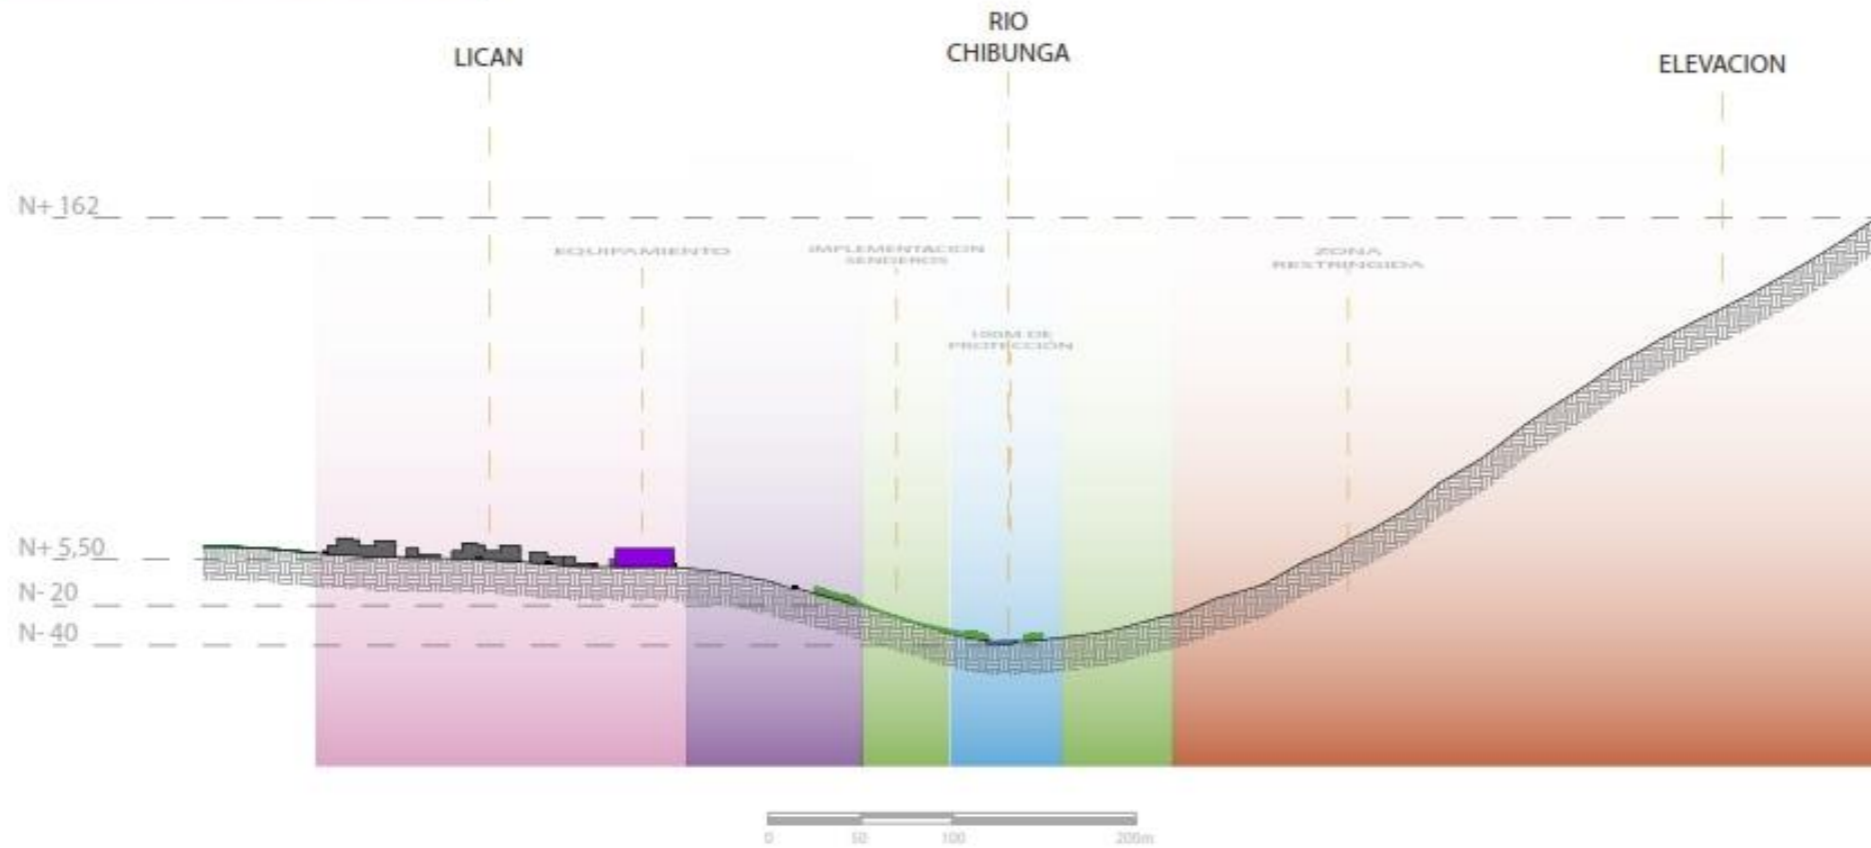 RIO
CHIBUNGA
LICAN
ELEVACION
N+ 162
EQUIPAMIENTO
IMPLEMENTACION
SENDEROS
ZONA
RESTRINGIDA
100M DE
PROTECCIÓN
N+ 5,50
N- 20
N- 40
0 50 100 200m